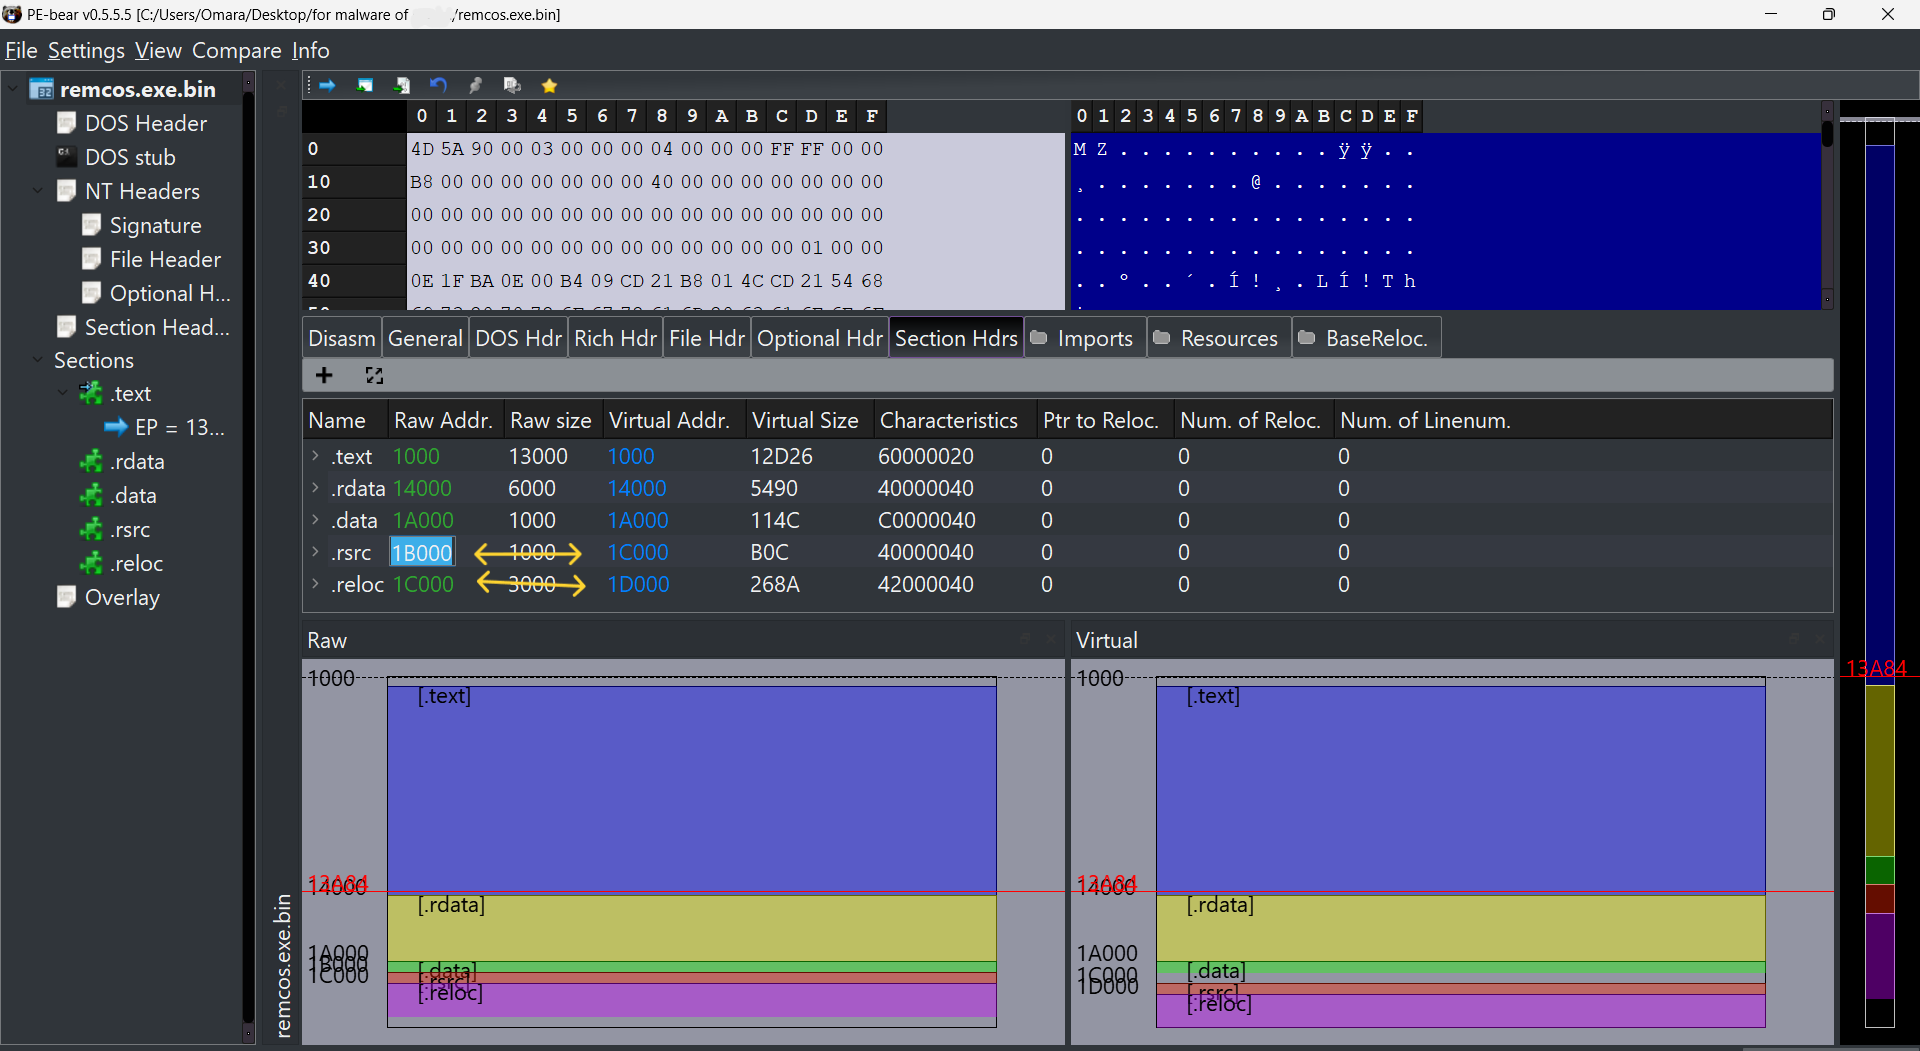 PE-bear v0.5.5.5 [C:/Users/Omara/Desktop/for malware of /remcos.exe.bin]
File Settings View Compare Info
remcos.exe.bin
DOS Header
DOS stub
NT Headers
Signature
File Header
Optional H...
Section Head...
Sections
.text
EP = 13...
.rdata
.data
.rsrc
.reloc
Overlay
remcos.exe.bin
0 1 2 3 4 5 6 7 8 9 A B C D E F
0 4D 5A 90 00 03 00 00 00 04 00 00 00 FF FF 00 00
10 B8 00 00 00 00 00 00 00 40 00 00 00 00 00 00 00
20 00 00 00 00 00 00 00 00 00 00 00 00 00 00 00 00
30 00 00 00 00 00 00 00 00 00 00 00 00 00 01 00 00
40 0E 1F BA 0E 00 B4 09 CD 21 B8 01 4C CD 21 54 68
0 1 2 3 4 5 6 7 8 9 A B C D E F
M Z . . . . . . . . . . ÿ ÿ . .
¸ . . . . . . . @ . . . . . . .
. . . . . . . . . . . . . . . .
. . . . . . . . . . . . . . . .
. . º . . ´ . Í ! ¸ . L Í ! T h
Disasm General DOS Hdr Rich Hdr File Hdr Optional Hdr Section Hdrs Imports Resources BaseReloc.
Name Raw Addr. Raw size Virtual Addr. Virtual Size Characteristics Ptr to Reloc. Num. of Reloc. Num. of Linenum.
.text 1000 13000 1000 12D26 60000020 0 0 0
.rdata 14000 6000 14000 5490 40000040 0 0 0
.data 1A000 1000 1A000 114C C0000040 0 0 0
.rsrc 1B000 1000 1C000 B0C 40000040 0 0 0
.reloc 1C000 3000 1D000 268A 42000040 0 0 0
Raw
1000
[.text]
13A84
14000
[.rdata]
1A000
1B000
1C000
[.data]
[.rsrc]
[.reloc]
Virtual
1000
[.text]
13A84
14000
[.rdata]
1A000
1C000
1D000
[.data]
[.rsrc]
[.reloc]
13A84